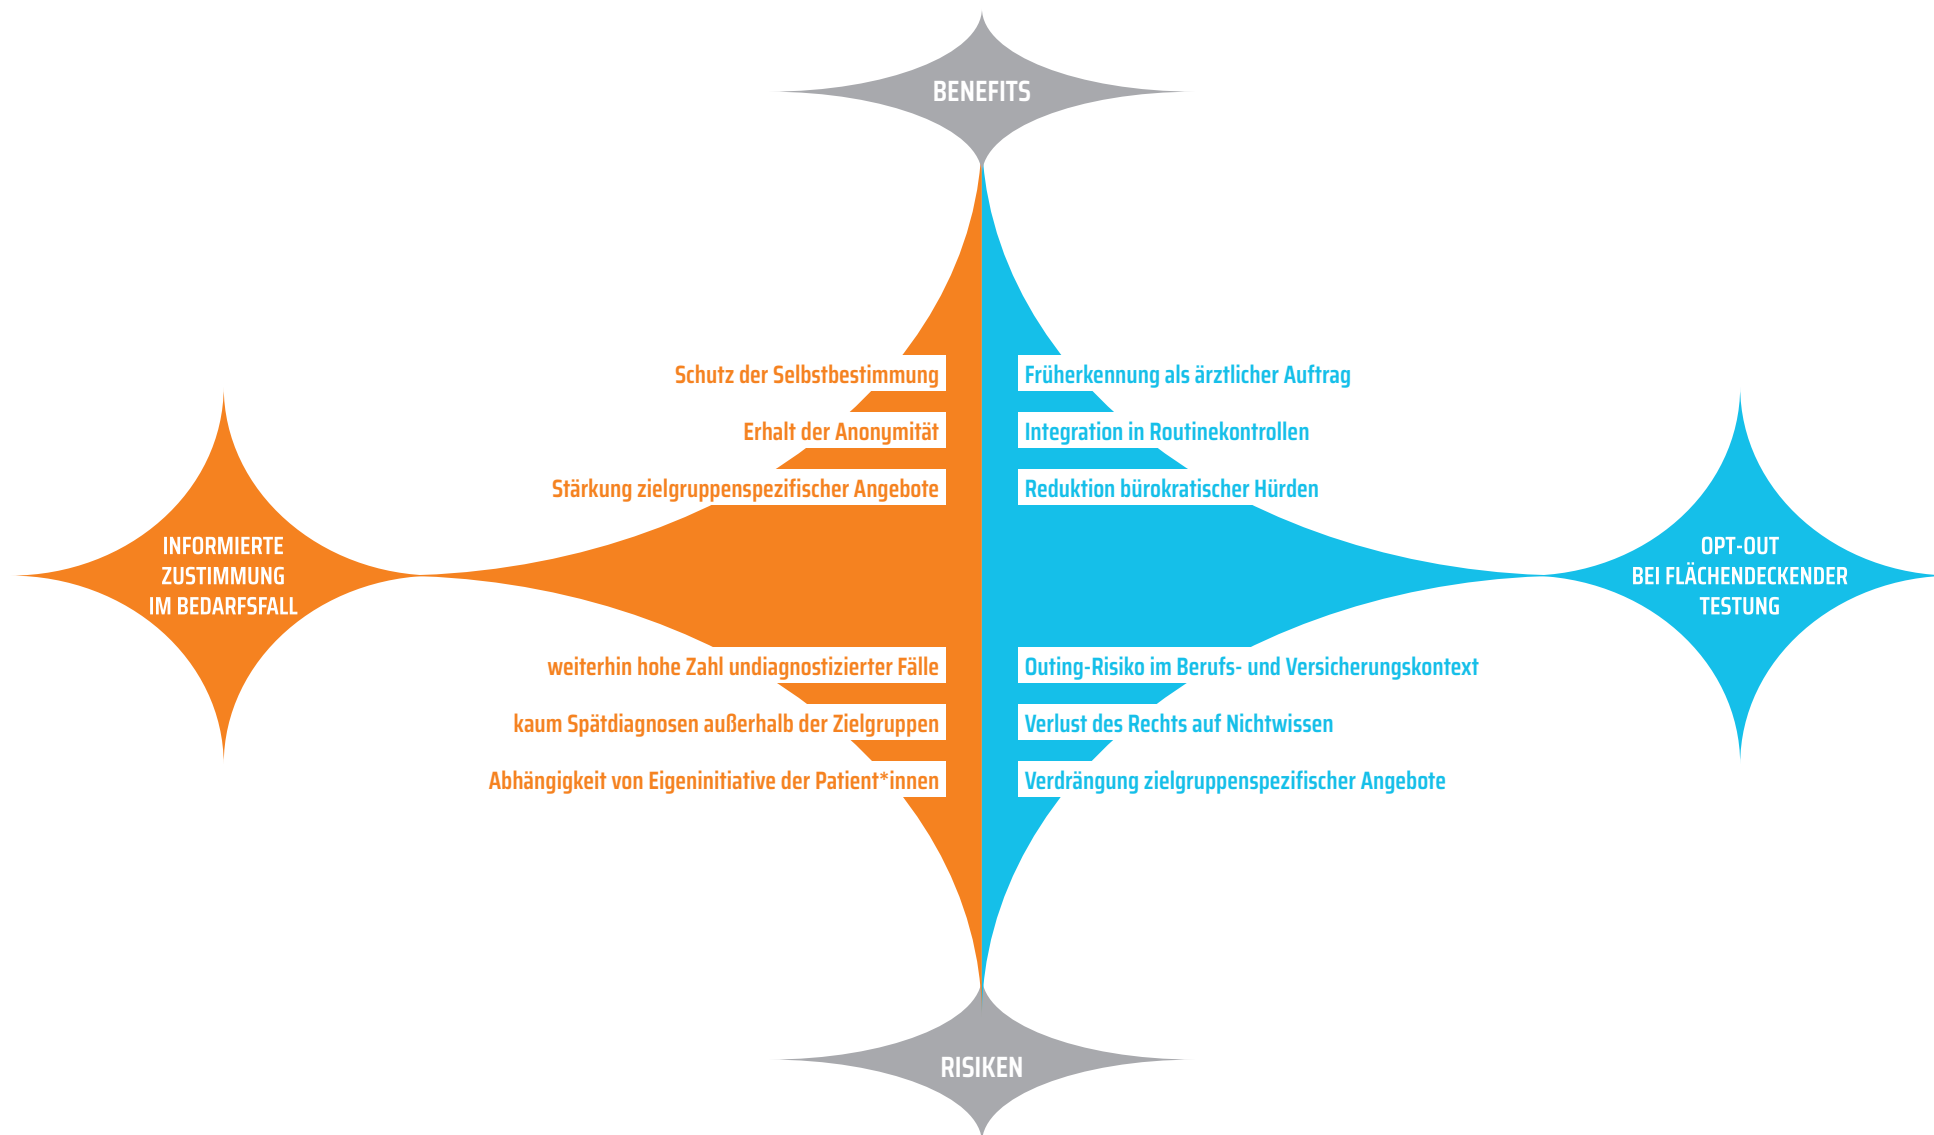 BENEFITS
Schutz der Selbstbestimmung
Erhalt der Anonymität
Stärkung zielgruppenspezifischer Angebote
Früherkennung als ärztlicher Auftrag
Integration in Routinekontrollen
Reduktion bürokratischer Hürden
INFORMIERTE
ZUSTIMMUNG
IM BEDARFSFALL
OPT-OUT
BEI FLÄCHENDECKENDER
TESTUNG
weiterhin hohe Zahl undiagnostizierter Fälle
kaum Spätdiagnosen außerhalb der Zielgruppen
Abhängigkeit von Eigeninitiative der Patient*innen
Outing-Risiko im Berufs- und Versicherungskontext
Verlust des Rechts auf Nichtwissen
Verdrängung zielgruppenspezifischer Angebote
RISIKEN